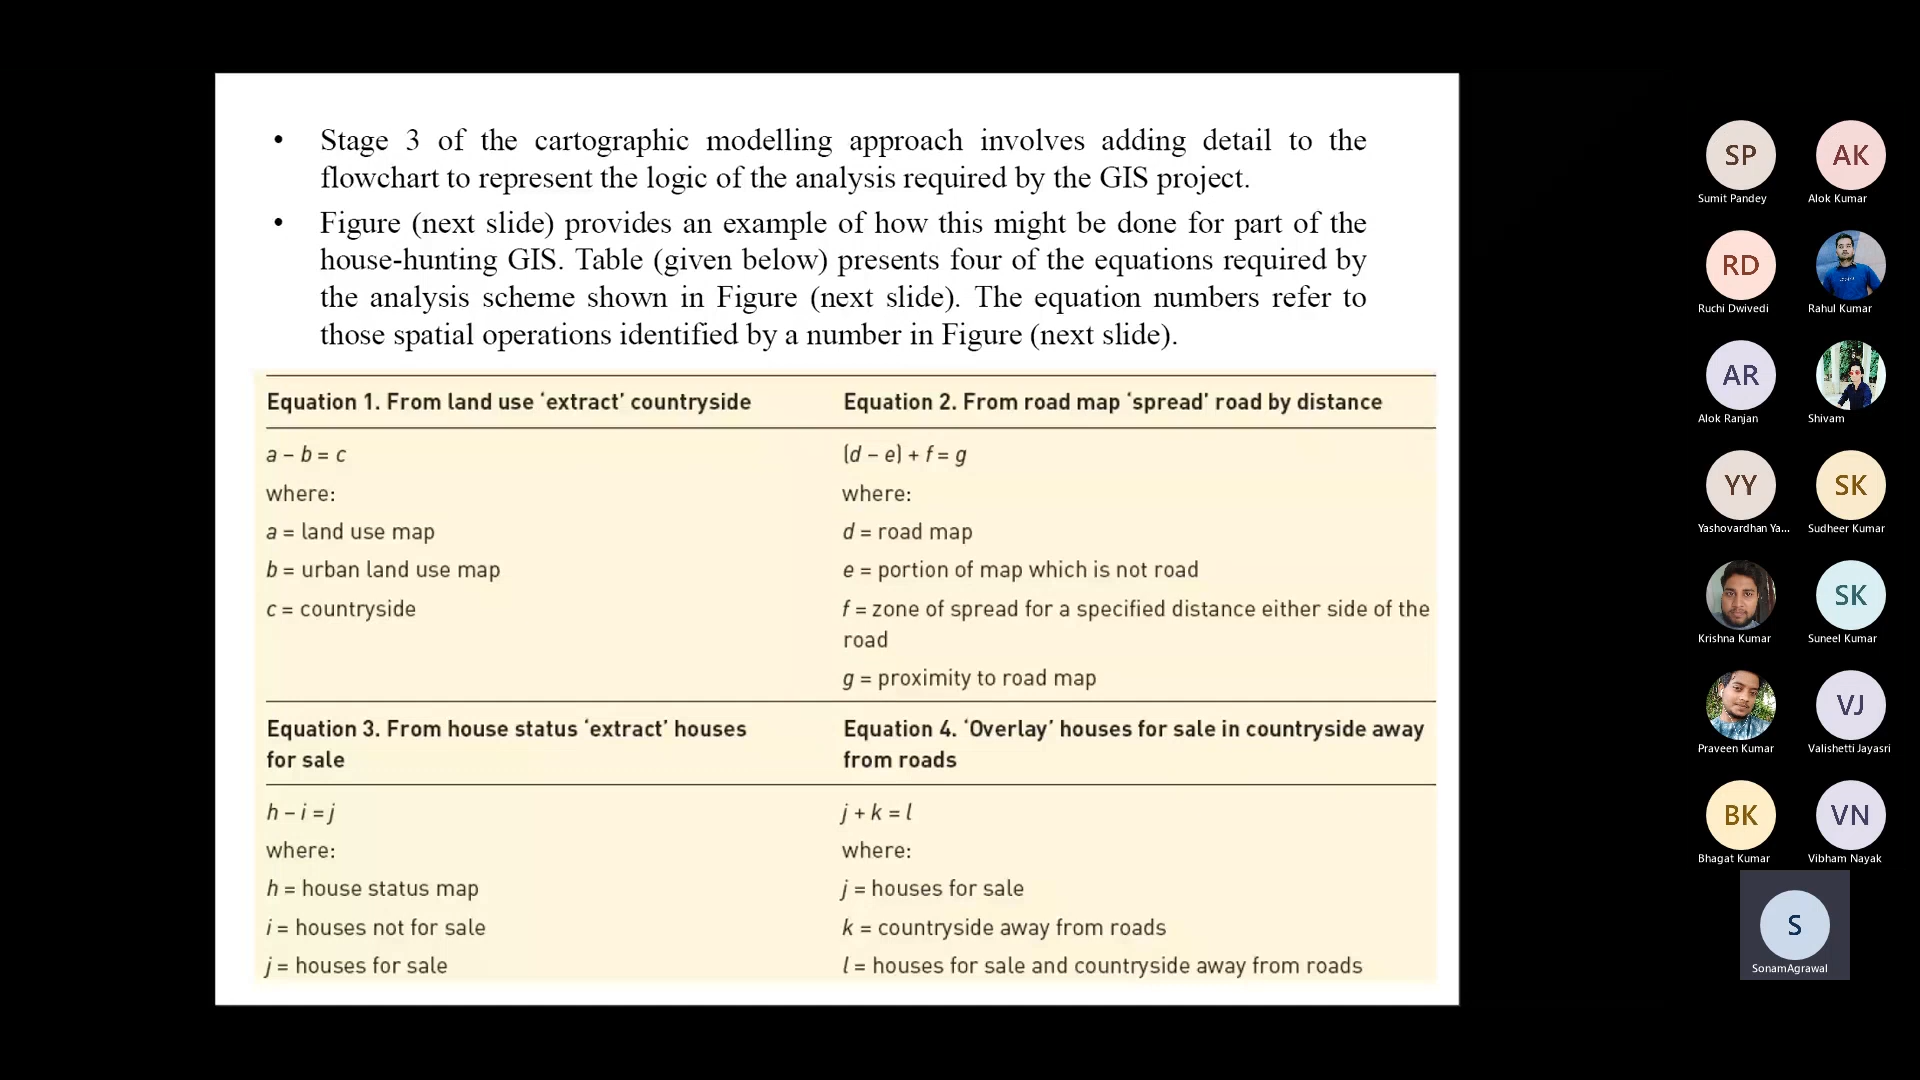 • Stage 3 of the cartographic modelling approach involves adding detail to the
flowchart to represent the logic of the analysis required by the GIS project.
• Figure (next slide) provides an example of how this might be done for part of the
house-hunting GIS. Table (given below) presents four of the equations required by
the analysis scheme shown in Figure (next slide). The equation numbers refer to
those spatial operations identified by a number in Figure (next slide).
Equation 1. From land use ‘extract’ countryside
a – b = c
where:
a = land use map
b = urban land use map
c = countryside
Equation 2. From road map ‘spread’ road by distance
(d – e) + f = g
where:
d = road map
e = portion of map which is not road
f = zone of spread for a specified distance either side of the
road
g = proximity to road map
Equation 3. From house status ‘extract’ houses
for sale
h – i = j
where:
h = house status map
i = houses not for sale
j = houses for sale
Equation 4. ‘Overlay’ houses for sale in countryside away
from roads
j + k = l
where:
j = houses for sale
k = countryside away from roads
l = houses for sale and countryside away from roads
SP
Sumit Pandey
AK
Alok Kumar
RD
Ruchi Dwivedi
Rahul Kumar
AR
Alok Ranjan
Shivam
YY
Yashovardhan Ya...
SK
Sudheer Kumar
Krishna Kumar
SK
Suneel Kumar
Praveen Kumar
VJ
Valishetti Jayasri
BK
Bhagat Kumar
VN
Vibham Nayak
S
SonamAgrawal